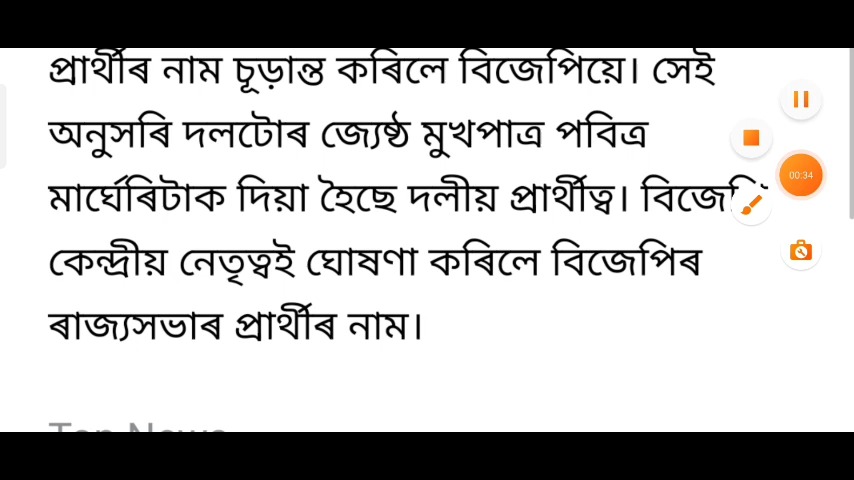 প্ৰাৰ্থীৰ নাম চূড়ান্ত কৰিলে বিজেপিয়ে। সেই
অনুসৰি দলটোৰ জ্যেষ্ঠ মুখপাত্ৰ পবিত্ৰ
মাৰ্ঘেৰিটাক দিয়া হৈছে দলীয় প্ৰাৰ্থীত্ব।
কেন্দ্ৰীয় নেতৃত্বই ঘোষণা কৰিলে বিজেপিৰ
ৰাজ্যসভাৰ প্ৰাৰ্থীৰ নাম।
00:34